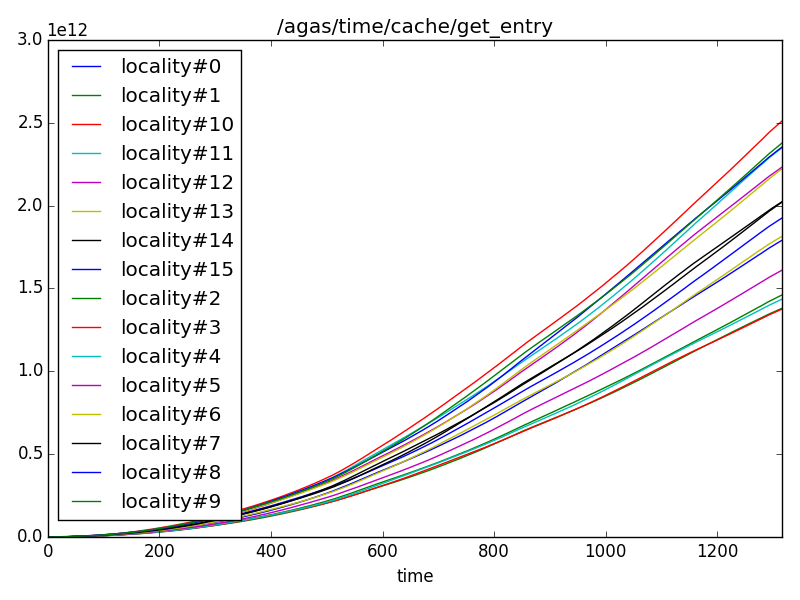 /agas/time/cache/get_entry
1e12
3.0
2.5
2.0
1.5
1.0
0.5
0.0
locality#0
locality#1
locality#10
locality#11
locality#12
locality#13
locality#14
locality#15
locality#2
locality#3
locality#4
locality#5
locality#6
locality#7
locality#8
locality#9
0 200 400 600 800 1000 1200
time